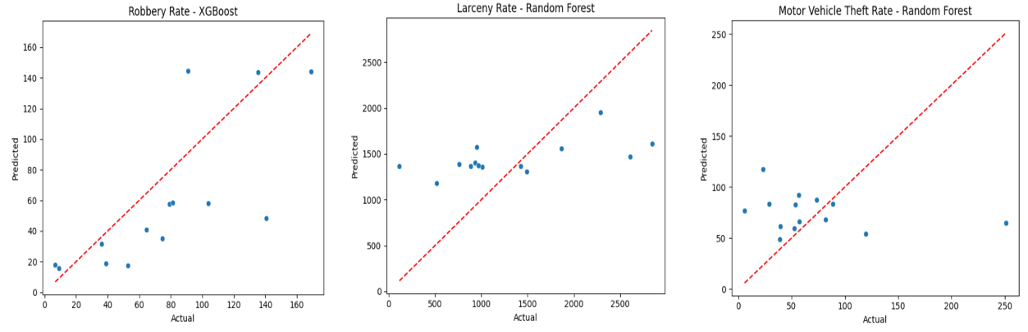 Robbery Rate - XGBoost
160
140
120
100
80
60
40
20
0
Predicted
0 20 40 60 80 100 120 140 160
Actual
Larceny Rate - Random Forest
2500
2000
1500
1000
500
0
Predicted
0 500 1000 1500 2000 2500
Actual
Motor Vehicle Theft Rate - Random Forest
250
200
150
100
50
0
Predicted
0 50 100 150 200 250
Actual